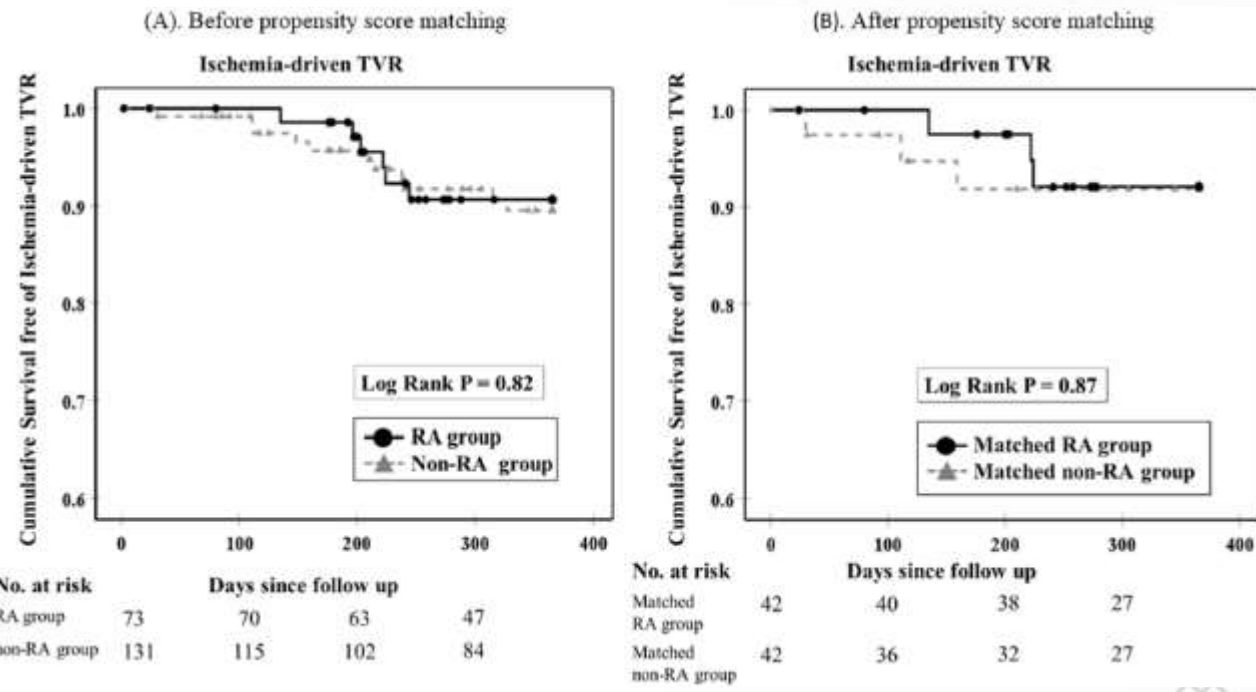 (A). Before propensity score matching
Ischemia-driven TVR
Cumulative Survival free of Ischemia-driven TVR
1.0
0.9
0.8
0.7
0.6
Log Rank P = 0.82
RA group
Non-RA group
0 100 200 300 400
No. at risk Days since follow up
RA group 73 70 63 47
non-RA group 131 115 102 84
(B). After propensity score matching
Ischemia-driven TVR
Cumulative Survival free of Ischemia-driven TVR
1.0
0.9
0.8
0.7
0.6
Log Rank P = 0.87
Matched RA group
Matched non-RA group
0 100 200 300 400
No. at risk Days since follow up
Matched
RA group 42 40 38 27
Matched
non-RA group 42 36 32 27